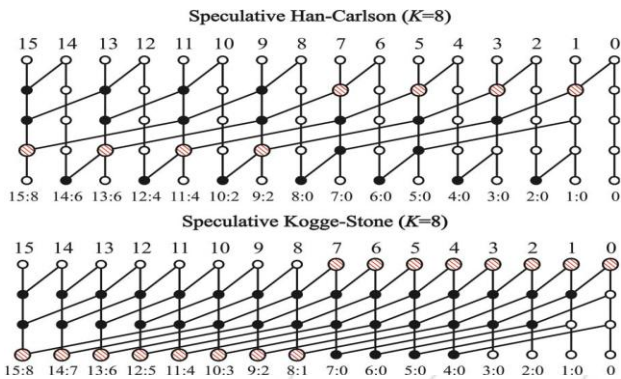 Speculative Han-Carlson (K=8)
15 14 13 12 11 10 9 8 7 6 5 4 3 2 1 0
15:8 14:6 13:6 12:4 11:4 10:2 9:2 8:0 7:0 6:0 5:0 4:0 3:0 2:0 1:0 0
Speculative Kogge-Stone (K=8)
15 14 13 12 11 10 9 8 7 6 5 4 3 2 1 0
15:8 14:7 13:6 12:5 11:4 10:3 9:2 8:1 7:0 6:0 5:0 4:0 3:0 2:0 1:0 0